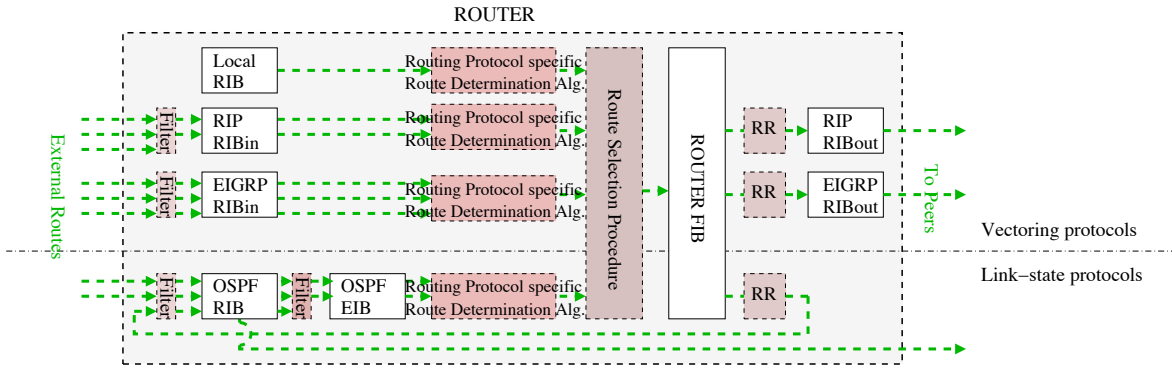 ROUTER
Local
RIB
Routing Protocol specific
Route Determination Alg.
External Routes
Filter
RIP
RIBin
Routing Protocol specific
Route Determination Alg.
Filter
EIGRP
RIBin
Routing Protocol specific
Route Determination Alg.
Route Selection Procedure
ROUTER FIB
RR
RIP
RIBout
RR
EIGRP
RIBout
To Peers
Vectoring protocols
Link−state protocols
Filter
OSPF
RIB
Filter
OSPF
EIB
Routing Protocol specific
Route Determination Alg.
RR